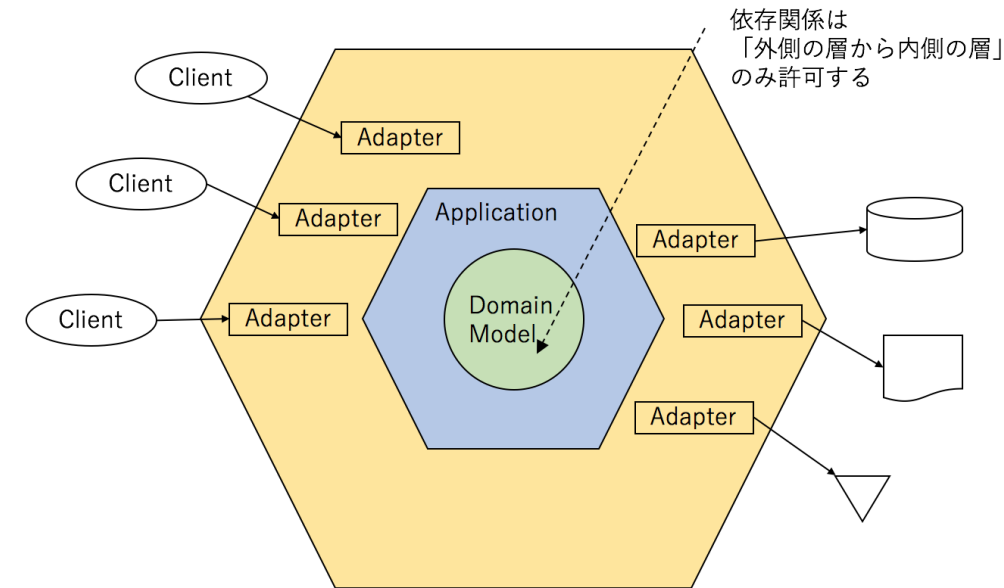 依存関係は
「外側の層から内側の層」
のみ許可する
Client
Adapter
Client
Adapter
Application
Adapter
Client
Adapter
Domain
Model
Adapter
Adapter